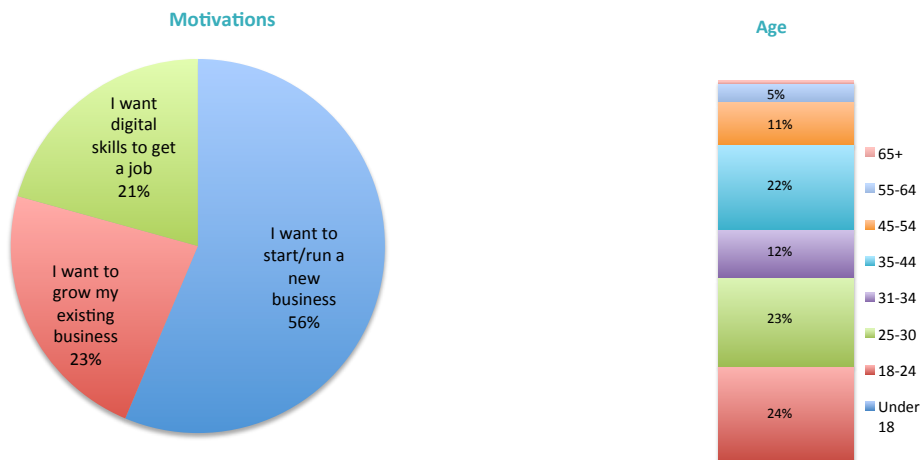 Motivations
I want
digital
skills to get
a job
21%
I want to
grow my
existing
business
23%
I want to
start/run a
new
business
56%
Age
5%
11%
22%
12%
23%
24%
65+
55-64
45-54
35-44
31-34
25-30
18-24
Under
18